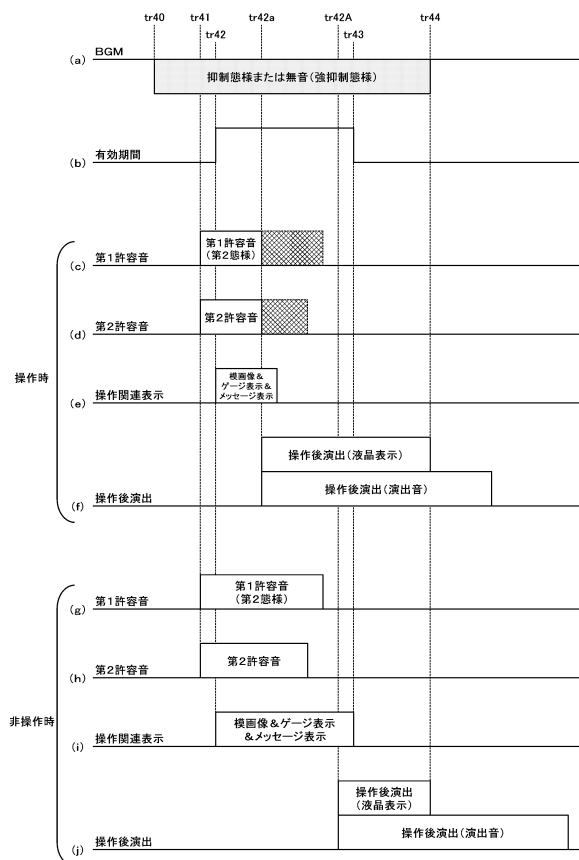 tr40 tr41 tr42a tr42A tr44
tr42 tr43
(a) BGM
抑制態様または無音(強抑制態様)
(b) 有効期間
操作時
(c) 第1許容音
第1許容音
(第2態様)
(d) 第2許容音
第2許容音
(e) 操作関連表示
模画像&
ゲージ表示&
メッセージ表示
操作後演出(液晶表示)
操作後演出(演出音)
(f) 操作後演出
非操作時
(g) 第1許容音
第1許容音
(第2態様)
(h) 第2許容音
第2許容音
(i) 操作関連表示
模画像&ゲージ表示
&メッセージ表示
操作後演出
(液晶表示)
操作後演出(演出音)
(j) 操作後演出